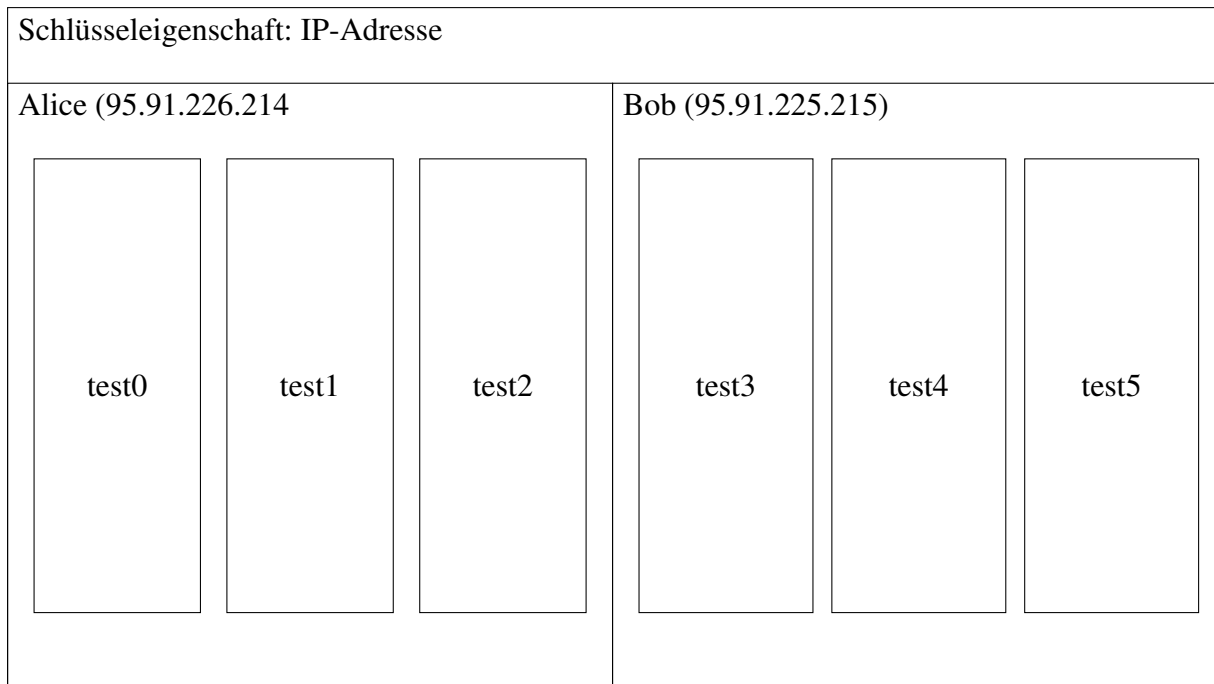 Schlüsseleigenschaft: IP-Adresse
Alice (95.91.226.214
Bob (95.91.225.215)
test0
test1
test2
test3
test4
test5